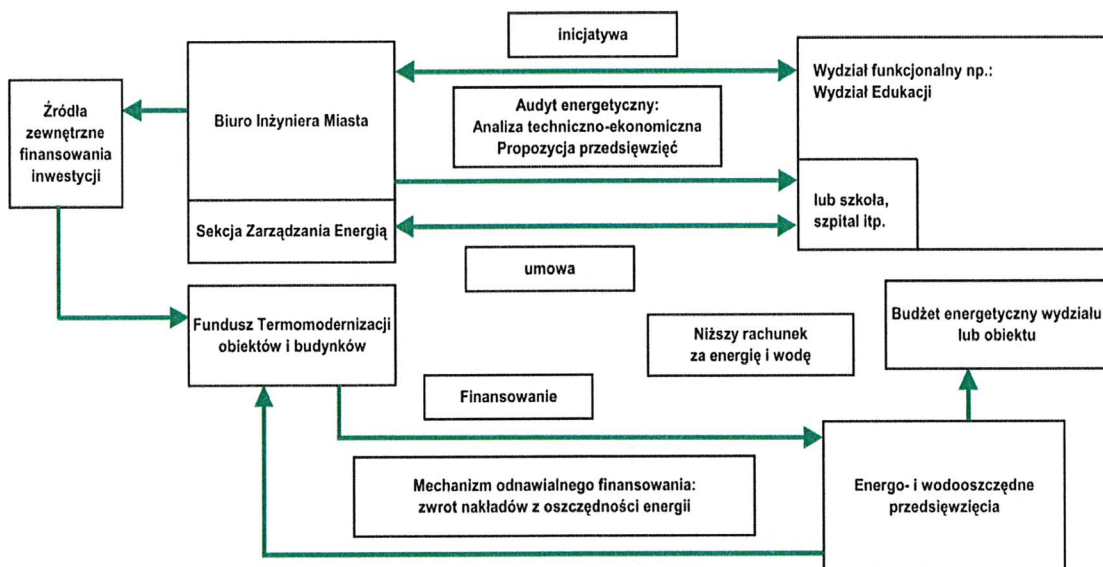 inicjatywa
Źródła
zewnętrzne
finansowania
inwestycji
Biuro Inżyniera Miasta
Sekcja Zarządzania Energią
Audyt energetyczny:
Analiza techniczno-ekonomiczna
Propozycja przedsięwzięć
Wydział funkcjonalny np.:
Wydział Edukacji
lub szkoła,
szpital itp.
umowa
Fundusz Termomodernizacji
obiektów i budynków
Niższy rachunek
za energię i wodę
Budżet energetyczny wydziału
lub obiektu
Finansowanie
Mechanizm odnawialnego finansowania:
zwrot nakładów z oszczędności energii
Energo- i wodooszczędne
przedsięwzięcia